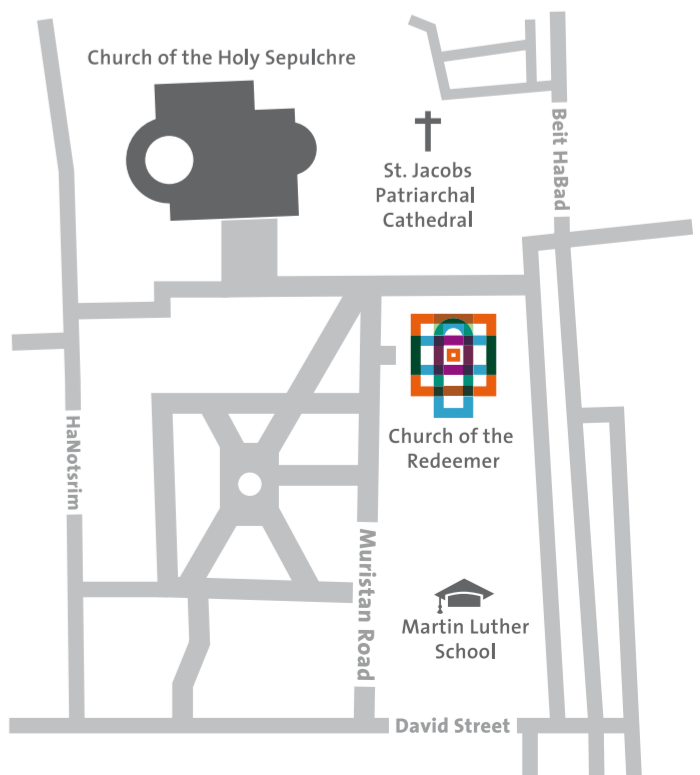 Church of the Holy Sepulchre
Beit HaBad
St. Jacobs
Patriarchal
Cathedral
Church of the
Redeemer
HaNotsrim
Muristan Road
Martin Luther
School
David Street